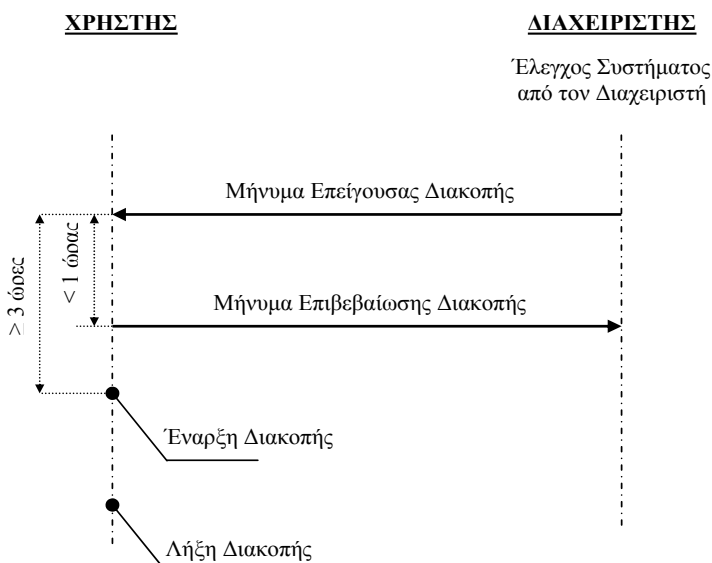 ΧΡΗΣΤΗΣ
ΔΙΑΧΕΙΡΙΣΤΗΣ
Έλεγχος Συστήματος
από τον Διαχειριστή
Μήνυμα Επείγουσας Διακοπής
< 1 ώρας
≥ 3 ώρες
Μήνυμα Επιβεβαίωσης Διακοπής
Έναρξη Διακοπής
Λήξη Διακοπής